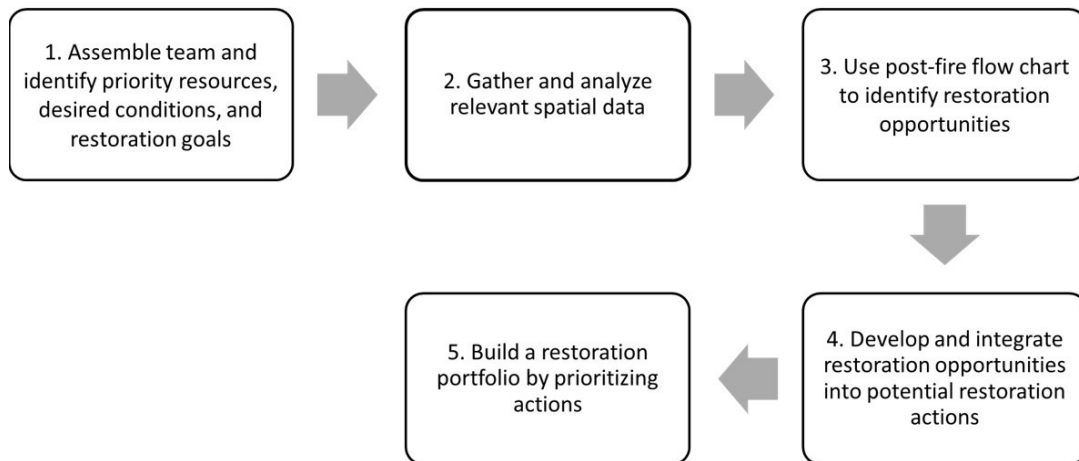 1. Assemble team and
identify priority resources,
desired conditions, and
restoration goals
2. Gather and analyze
relevant spatial data
3. Use post-fire flow chart
to identify restoration
opportunities
4. Develop and integrate
restoration opportunities
into potential restoration
actions
5. Build a restoration
portfolio by prioritizing
actions